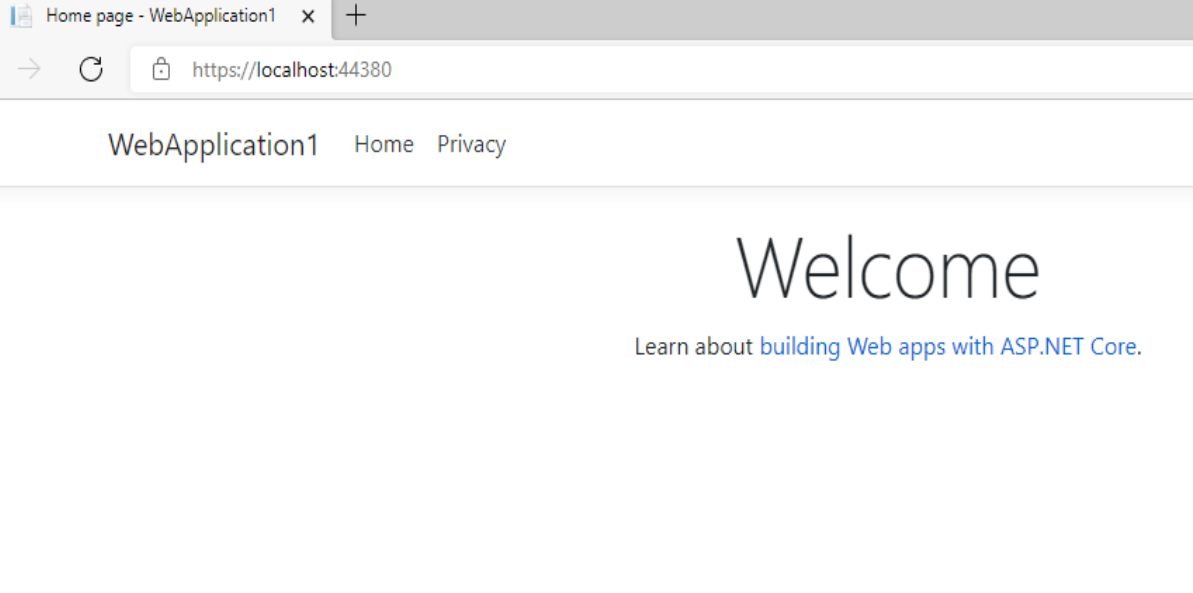 Home page - WebApplication1
https://localhost:44380
WebApplication1 Home Privacy
Welcome
Learn about building Web apps with ASP.NET Core.